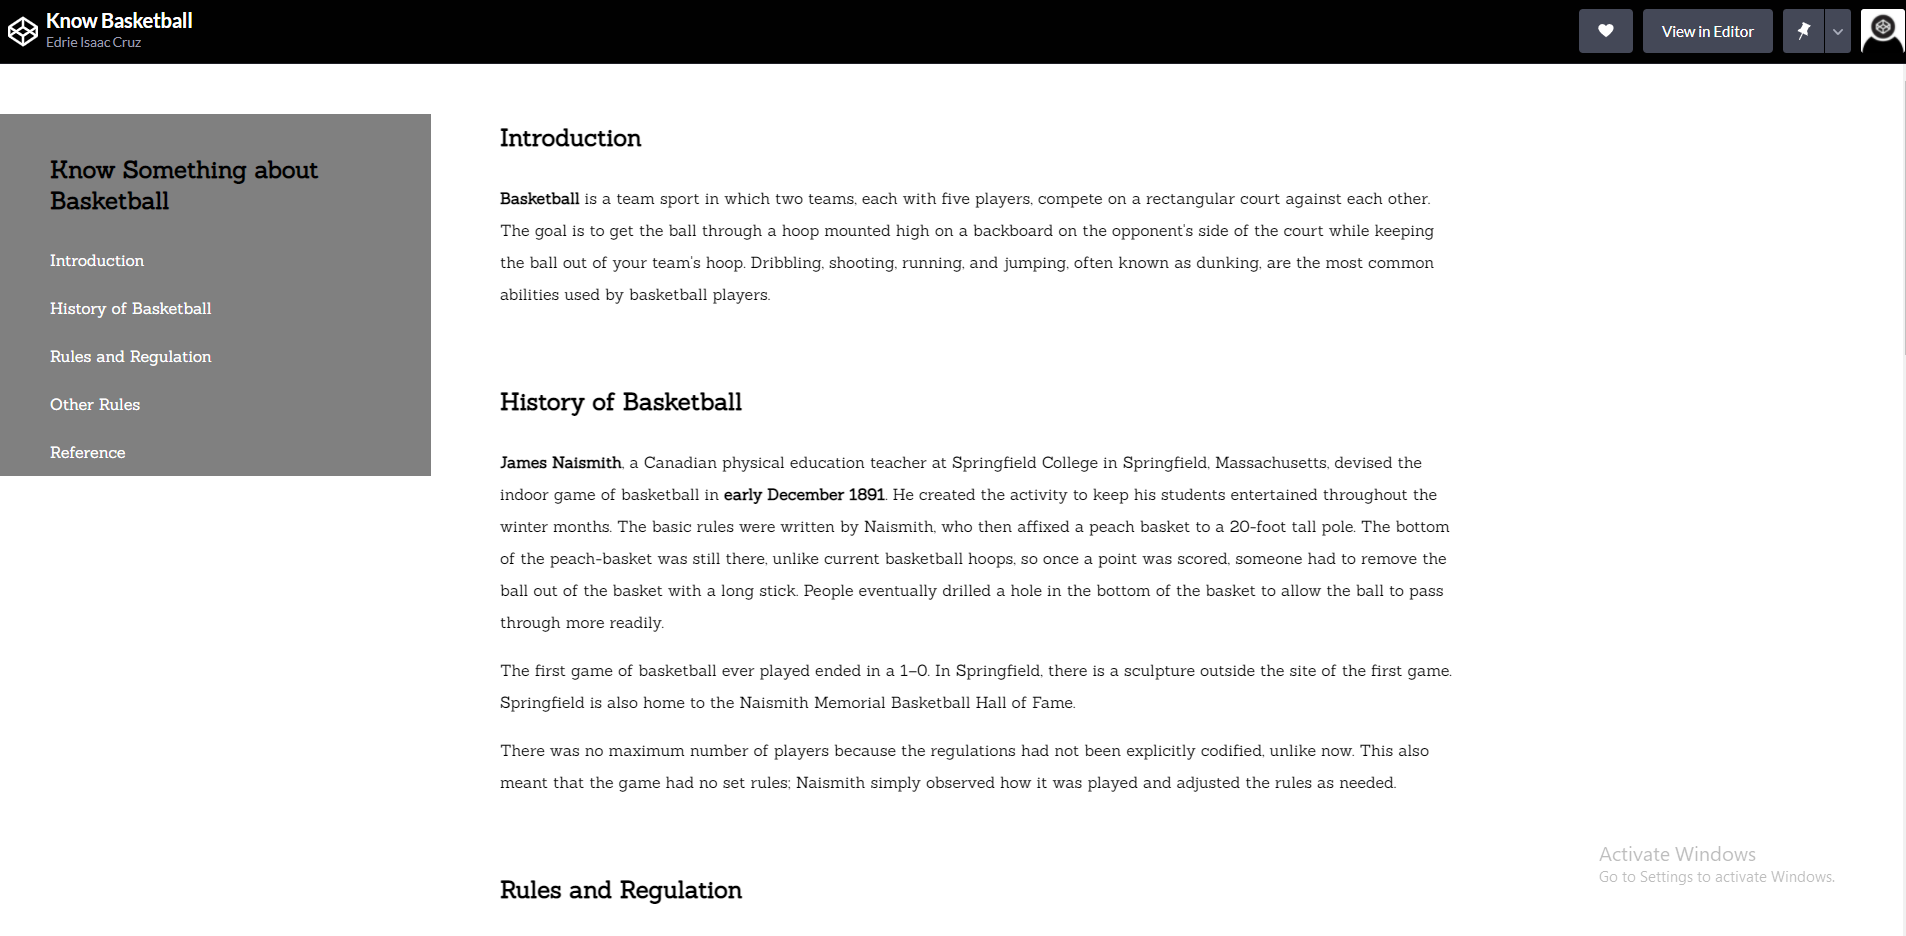 Know Basketball
Edrie Isaac Cruz
View in Editor
Know Something about
Basketball
Introduction
History of Basketball
Rules and Regulation
Other Rules
Reference
Introduction
Basketball is a team sport in which two teams, each with five players, compete on a rectangular court against each other.
The goal is to get the ball through a hoop mounted high on a backboard on the opponent's side of the court while keeping
the ball out of your team's hoop. Dribbling, shooting, running, and jumping, often known as dunking, are the most common
abilities used by basketball players.
History of Basketball
James Naismith, a Canadian physical education teacher at Springfield College in Springfield, Massachusetts, devised the
indoor game of basketball in early December 1891. He created the activity to keep his students entertained throughout the
winter months. The basic rules were written by Naismith, who then affixed a peach basket to a 20-foot tall pole. The bottom
of the peach-basket was still there, unlike current basketball hoops, so once a point was scored, someone had to remove the
ball out of the basket with a long stick. People eventually drilled a hole in the bottom of the basket to allow the ball to pass
through more readily.
The first game of basketball ever played ended in a 1–0. In Springfield, there is a sculpture outside the site of the first game.
Springfield is also home to the Naismith Memorial Basketball Hall of Fame.
There was no maximum number of players because the regulations had not been explicitly codified, unlike now. This also
meant that the game had no set rules; Naismith simply observed how it was played and adjusted the rules as needed.
Rules and Regulation
Activate Windows
Go to Settings to activate Windows.